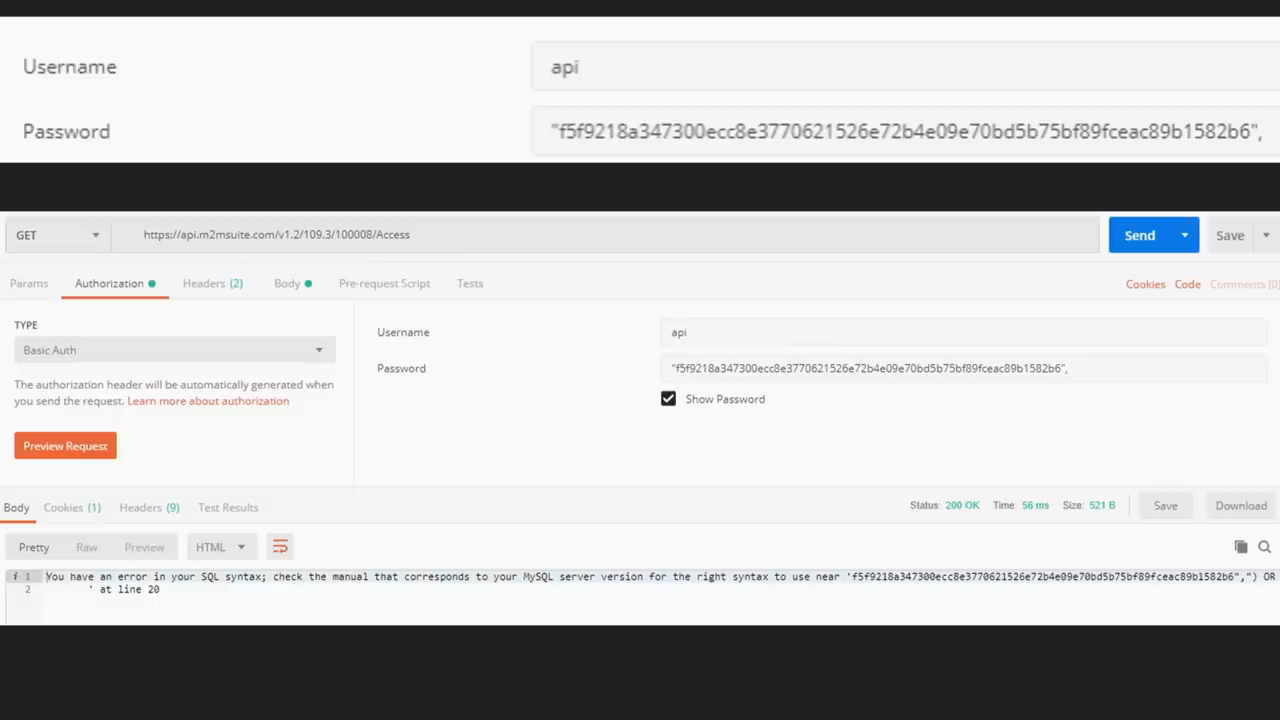 Username api
Password "f5f9218a347300ecc8e3770621526e72b4e09e70bd5b75bf89fceac89b1582b6",
GET https://api.m2msuite.com/v1.2/109.3/100008/Access Send Save
Params Authorization Headers (2) Body Pre-request Script Tests Cookies Code Comments (0)
TYPE
Basic Auth
The authorization header will be automatically generated when
you send the request. Learn more about authorization
Preview Request
Username api
Password "f5f9218a347300ecc8e3770621526e72b4e09e70bd5b75bf89fceac89b1582b6",
Show Password
Body Cookies (1) Headers (9) Test Results Status: 200 OK Time: 56 ms Size: 521 B Save Download
Pretty Raw Preview HTML
i 1 You have an error in your SQL syntax; check the manual that corresponds to your MySQL server version for the right syntax to use near 'f5f9218a347300ecc8e3770621526e72b4e09e70bd5b75bf89fceac89b1582b6",") OR
2 ' at line 20